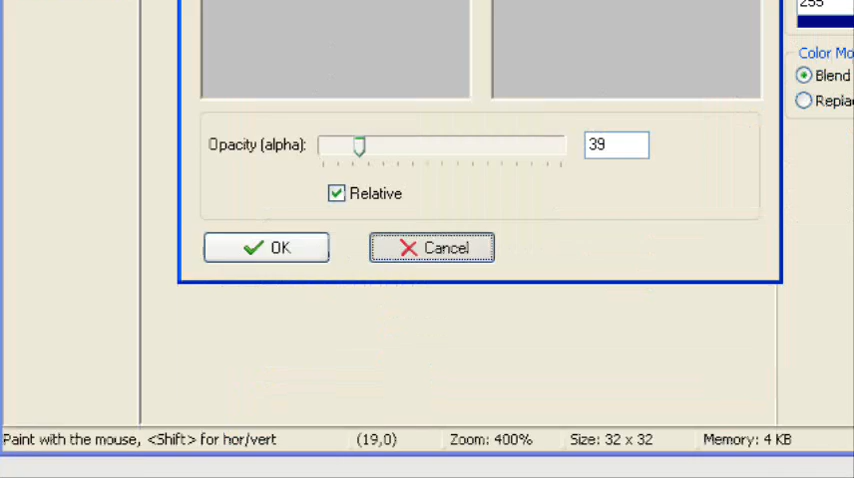 255
Color Mo
Blend
Repla
Opacity (alpha):
39
Relative
OK
Cancel
Paint with the mouse, <Shift> for hor/vert
(19,0)
Zoom: 400%
Size: 32 x 32
Memory: 4 KB